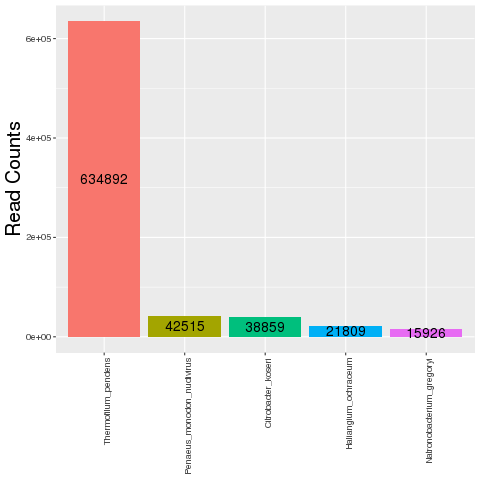 Read Counts
6e+05
4e+05
2e+05
0e+00
634892
42515
38859
21809
15926
Thermofilum_pendens
Penaeus_monodon_nudivirus
Citrobacter_koseri
Haliangium_ochraceum
Natronobacterium_gregoryi